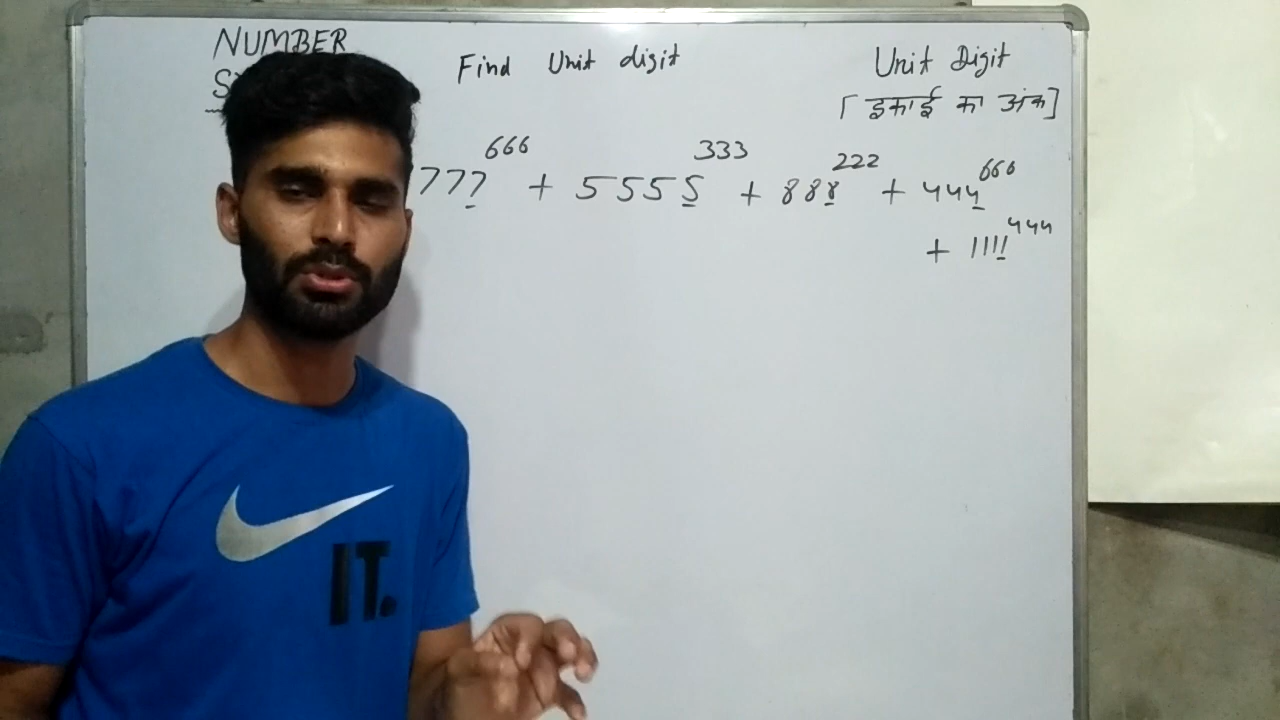 NUMBER
Find Unit digit
Unit Digit
[ इकाई का अंक ]
777^666 + 5555^333 + 888^222 + 444^666
+ 1111^444
IT.